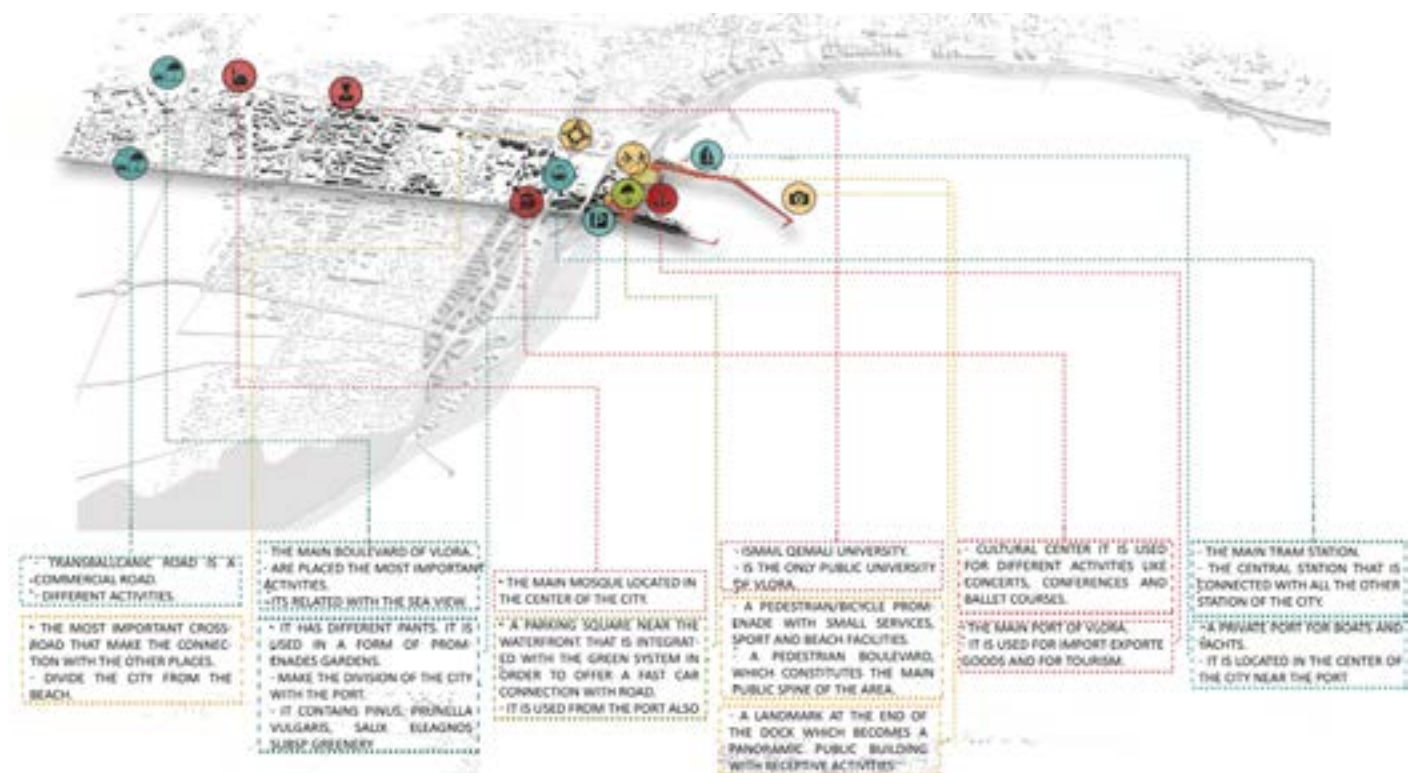 - TRANSBALLCANIC ROAD IS A
COMMERCIAL ROAD.
- DIFFERENT ACTIVITIES.
- THE MOST IMPORTANT CROSS-
ROAD THAT MAKE THE CONNEC-
TION WITH THE OTHER PLACES.
- DIVIDE THE CITY FROM THE
BEACH.
- THE MAIN BOULEVARD OF VLORA.
- ARE PLACED THE MOST IMPORTANT
ACTIVITIES.
-ITS RELATED WITH THE SEA VIEW
- IT HAS DIFFERENT PANTS. IT IS
USED IN A FORM OF PROM-
ENADES GARDENS.
- MAKE THE DIVISION OF THE CITY
WITH THE PORT.
- IT CONTAINS PINUS, PRUNELLA
VULGARIS, SALIX ELEAGNOS
SUBSP GREENERY
- THE MAIN MOSQUE LOCATED IN
THE CENTER OF THE CITY.
- A PARKING SQUARE NEAR THE
WATERFRONT THAT IS INTEGRAT-
ED WITH THE GREEN SYSTEM IN
ORDER TO OFFER A FAST CAR
CONNECTION WITH ROAD.
- IT IS USED FROM THE PORT ALSO
- ISMAIL QEMALI UNIVERSITY.
- IS THE ONLY PUBLIC UNIVERSITY
OF VLORA.
- A PEDESTRIAN/BICYCLE PROM-
ENADE WITH SMALL SERVICES,
SPORT AND BEACH FACILITIES.
- A PEDESTRIAN BOULEVARD,
WHICH CONSTITUTES THE MAIN
PUBLIC SPINE OF THE AREA.
- A LANDMARK AT THE END OF
THE DOCK WHICH BECOMES A
PANORAMIC PUBLIC BUILDING
WITH RECEPTIVE ACTIVITIES
- CULTURAL CENTER IT IS USED
FOR DIFFERENT ACTIVITIES LIKE
CONCERTS, CONFERENCES AND
BALLET COURSES.
- THE MAIN PORT OF VLORA.
- IT IS USED FOR IMPORT EXPORTE
GOODS AND FOR TOURISM.
- THE MAIN TRAM STATION.
- THE CENTRAL STATION THAT IS
CONNECTED WITH ALL THE OTHER
STATION OF THE CITY.
- A PRIVATE PORT FOR BOATS AND
YACHTS.
- IT IS LOCATED IN THE CENTER OF
THE CITY NEAR THE PORT